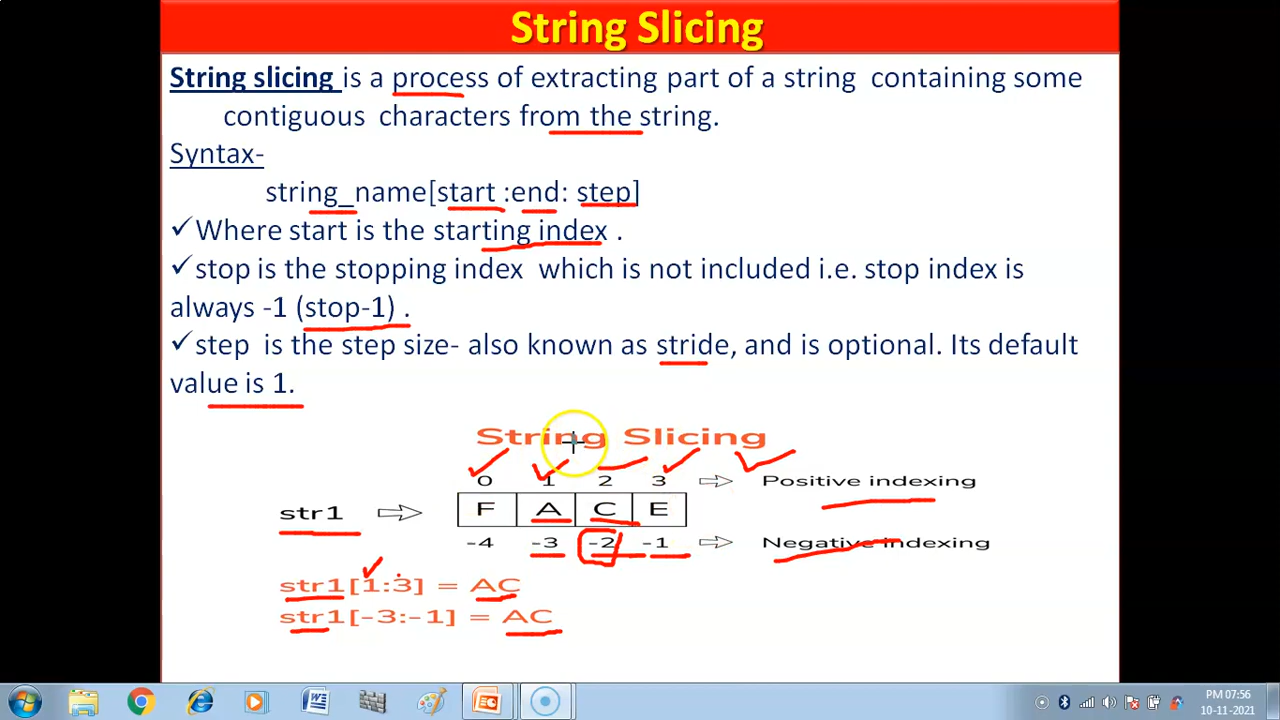 String Slicing
String slicing is a process of extracting part of a string containing some
contiguous characters from the string.
Syntax-
string_name[start :end: step]
✓Where start is the starting index .
✓stop is the stopping index which is not included i.e. stop index is
always -1 (stop-1) .
✓step is the step size- also known as stride, and is optional. Its default
value is 1.
String Slicing
0 1 2 3 ⇨ Positive indexing
str1 ⇨ F A C E
-4 -3 -2 -1 ⇨ Negative indexing
str1[1:3] = AC
str1[-3:-1] = AC
PM 07:56
10-11-2021